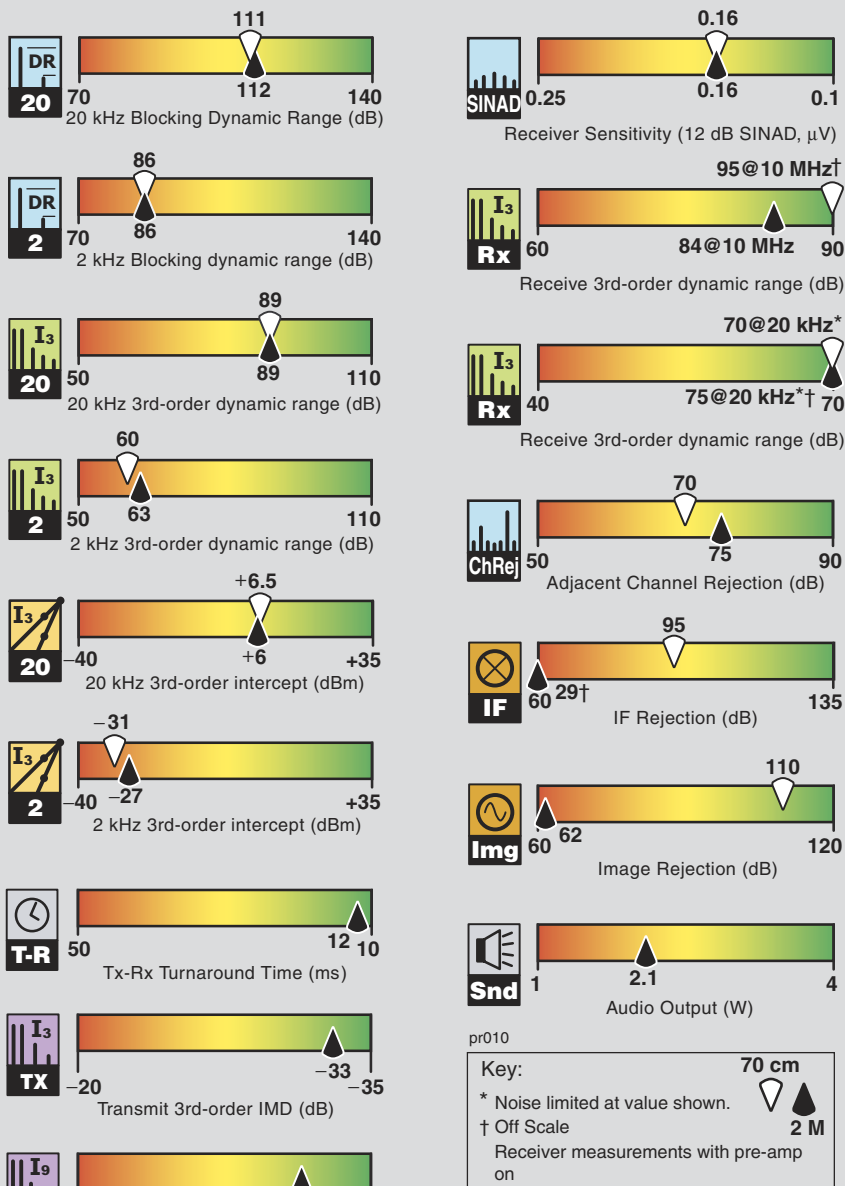 111
DR
20
70
112
140
20 kHz Blocking Dynamic Range (dB)
86
DR
2
70
86
140
2 kHz Blocking dynamic range (dB)
89
I3
20
50
89
110
20 kHz 3rd-order dynamic range (dB)
60
I3
2
50
63
110
2 kHz 3rd-order dynamic range (dB)
+6.5
I3
20
–40
+6
+35
20 kHz 3rd-order intercept (dBm)
–31
I3
2
–40
–27
+35
2 kHz 3rd-order intercept (dBm)
T-R
50
12
10
Tx-Rx Turnaround Time (ms)
I3
TX
–20
–33
–35
Transmit 3rd-order IMD (dB)
I9
0.16
SINAD
0.25
0.16
0.1
Receiver Sensitivity (12 dB SINAD, µV)
95@10 MHz†
I3
Rx
60
84@10 MHz
90
Receive 3rd-order dynamic range (dB)
70@20 kHz*
I3
Rx
40
75@20 kHz*†
70
Receive 3rd-order dynamic range (dB)
70
ChRej
50
75
90
Adjacent Channel Rejection (dB)
95
IF
60
29†
135
IF Rejection (dB)
110
Img
60
62
120
Image Rejection (dB)
Snd
1
2.1
4
Audio Output (W)
pr010
Key:
70 cm
* Noise limited at value shown.
† Off Scale
2 M
Receiver measurements with pre-amp
on